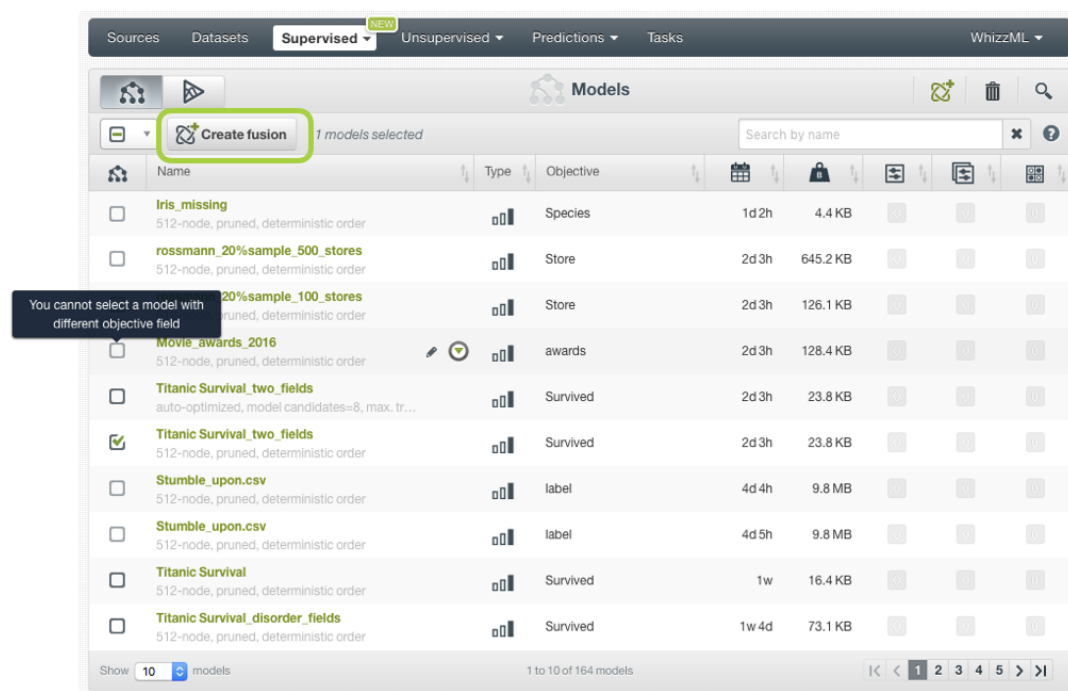 NEW
Sources Datasets Supervised Unsupervised Predictions Tasks WhizzML
Models
Create fusion 1 models selected Search by name
Name Type Objective
Iris_missing
512-node, pruned, deterministic order
Species 1d 2h 4.4 KB
rossmann_20%sample_500_stores
512-node, pruned, deterministic order
Store 2d 3h 645.2 KB
20%sample_100_stores
pruned, deterministic order
Store 2d 3h 126.1 KB
You cannot select a model with
different objective field
Movie_awards_2016
512-node, pruned, deterministic order
awards 2d 3h 128.4 KB
Titanic Survival_two_fields
auto-optimized, model candidates=8, max. tr...
Survived 2d 3h 23.8 KB
Titanic Survival_two_fields
512-node, pruned, deterministic order
Survived 2d 3h 23.8 KB
Stumble_upon.csv
512-node, pruned, deterministic order
label 4d 4h 9.8 MB
Stumble_upon.csv
512-node, pruned, deterministic order
label 4d 5h 9.8 MB
Titanic Survival
512-node, pruned, deterministic order
Survived 1w 16.4 KB
Titanic Survival_disorder_fields
512-node, pruned, deterministic order
Survived 1w 4d 73.1 KB
Show 10 models 1 to 10 of 164 models 1 2 3 4 5